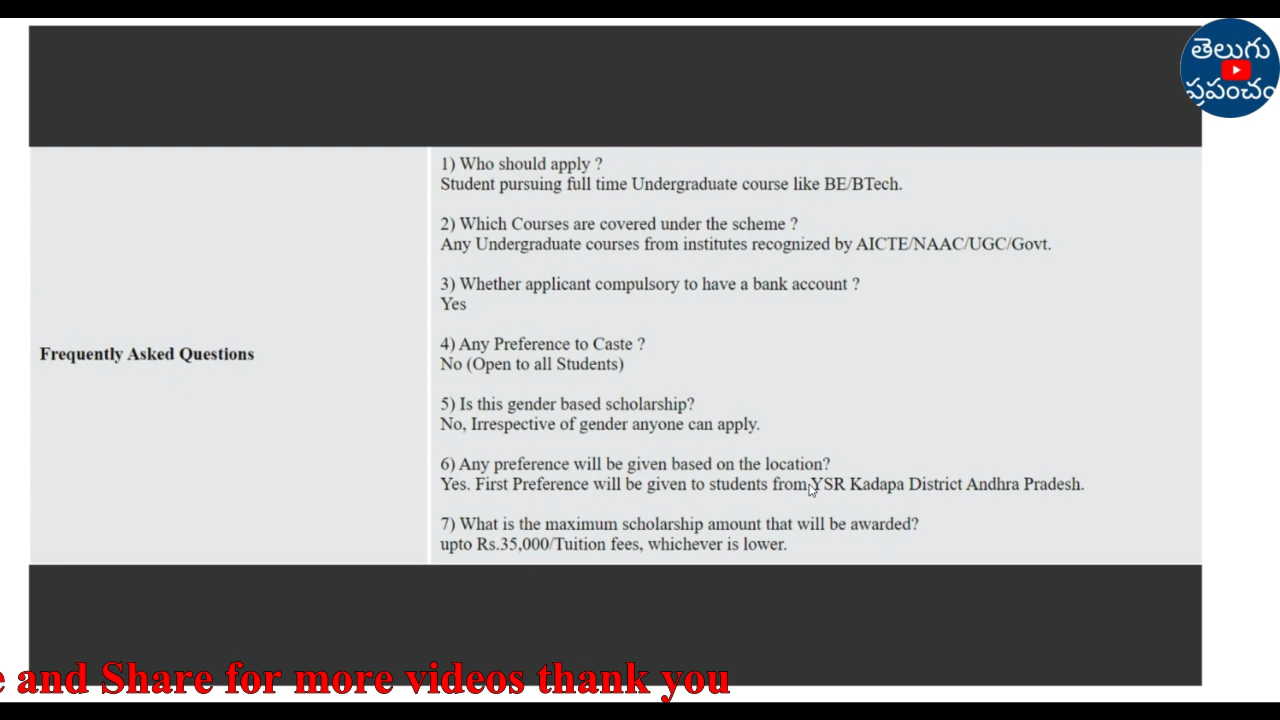 తెలుగు
ప్రపంచం
1) Who should apply ?
Student pursuing full time Undergraduate course like BE/BTech.
2) Which Courses are covered under the scheme ?
Any Undergraduate courses from institutes recognized by AICTE/NAAC/UGC/Govt.
3) Whether applicant compulsory to have a bank account ?
Yes
Frequently Asked Questions
4) Any Preference to Caste ?
No (Open to all Students)
5) Is this gender based scholarship?
No, Irrespective of gender anyone can apply.
6) Any preference will be given based on the location?
Yes. First Preference will be given to students from YSR Kadapa District Andhra Pradesh.
7) What is the maximum scholarship amount that will be awarded?
upto Rs.35,000/Tuition fees, whichever is lower.
and Share for more videos thank you